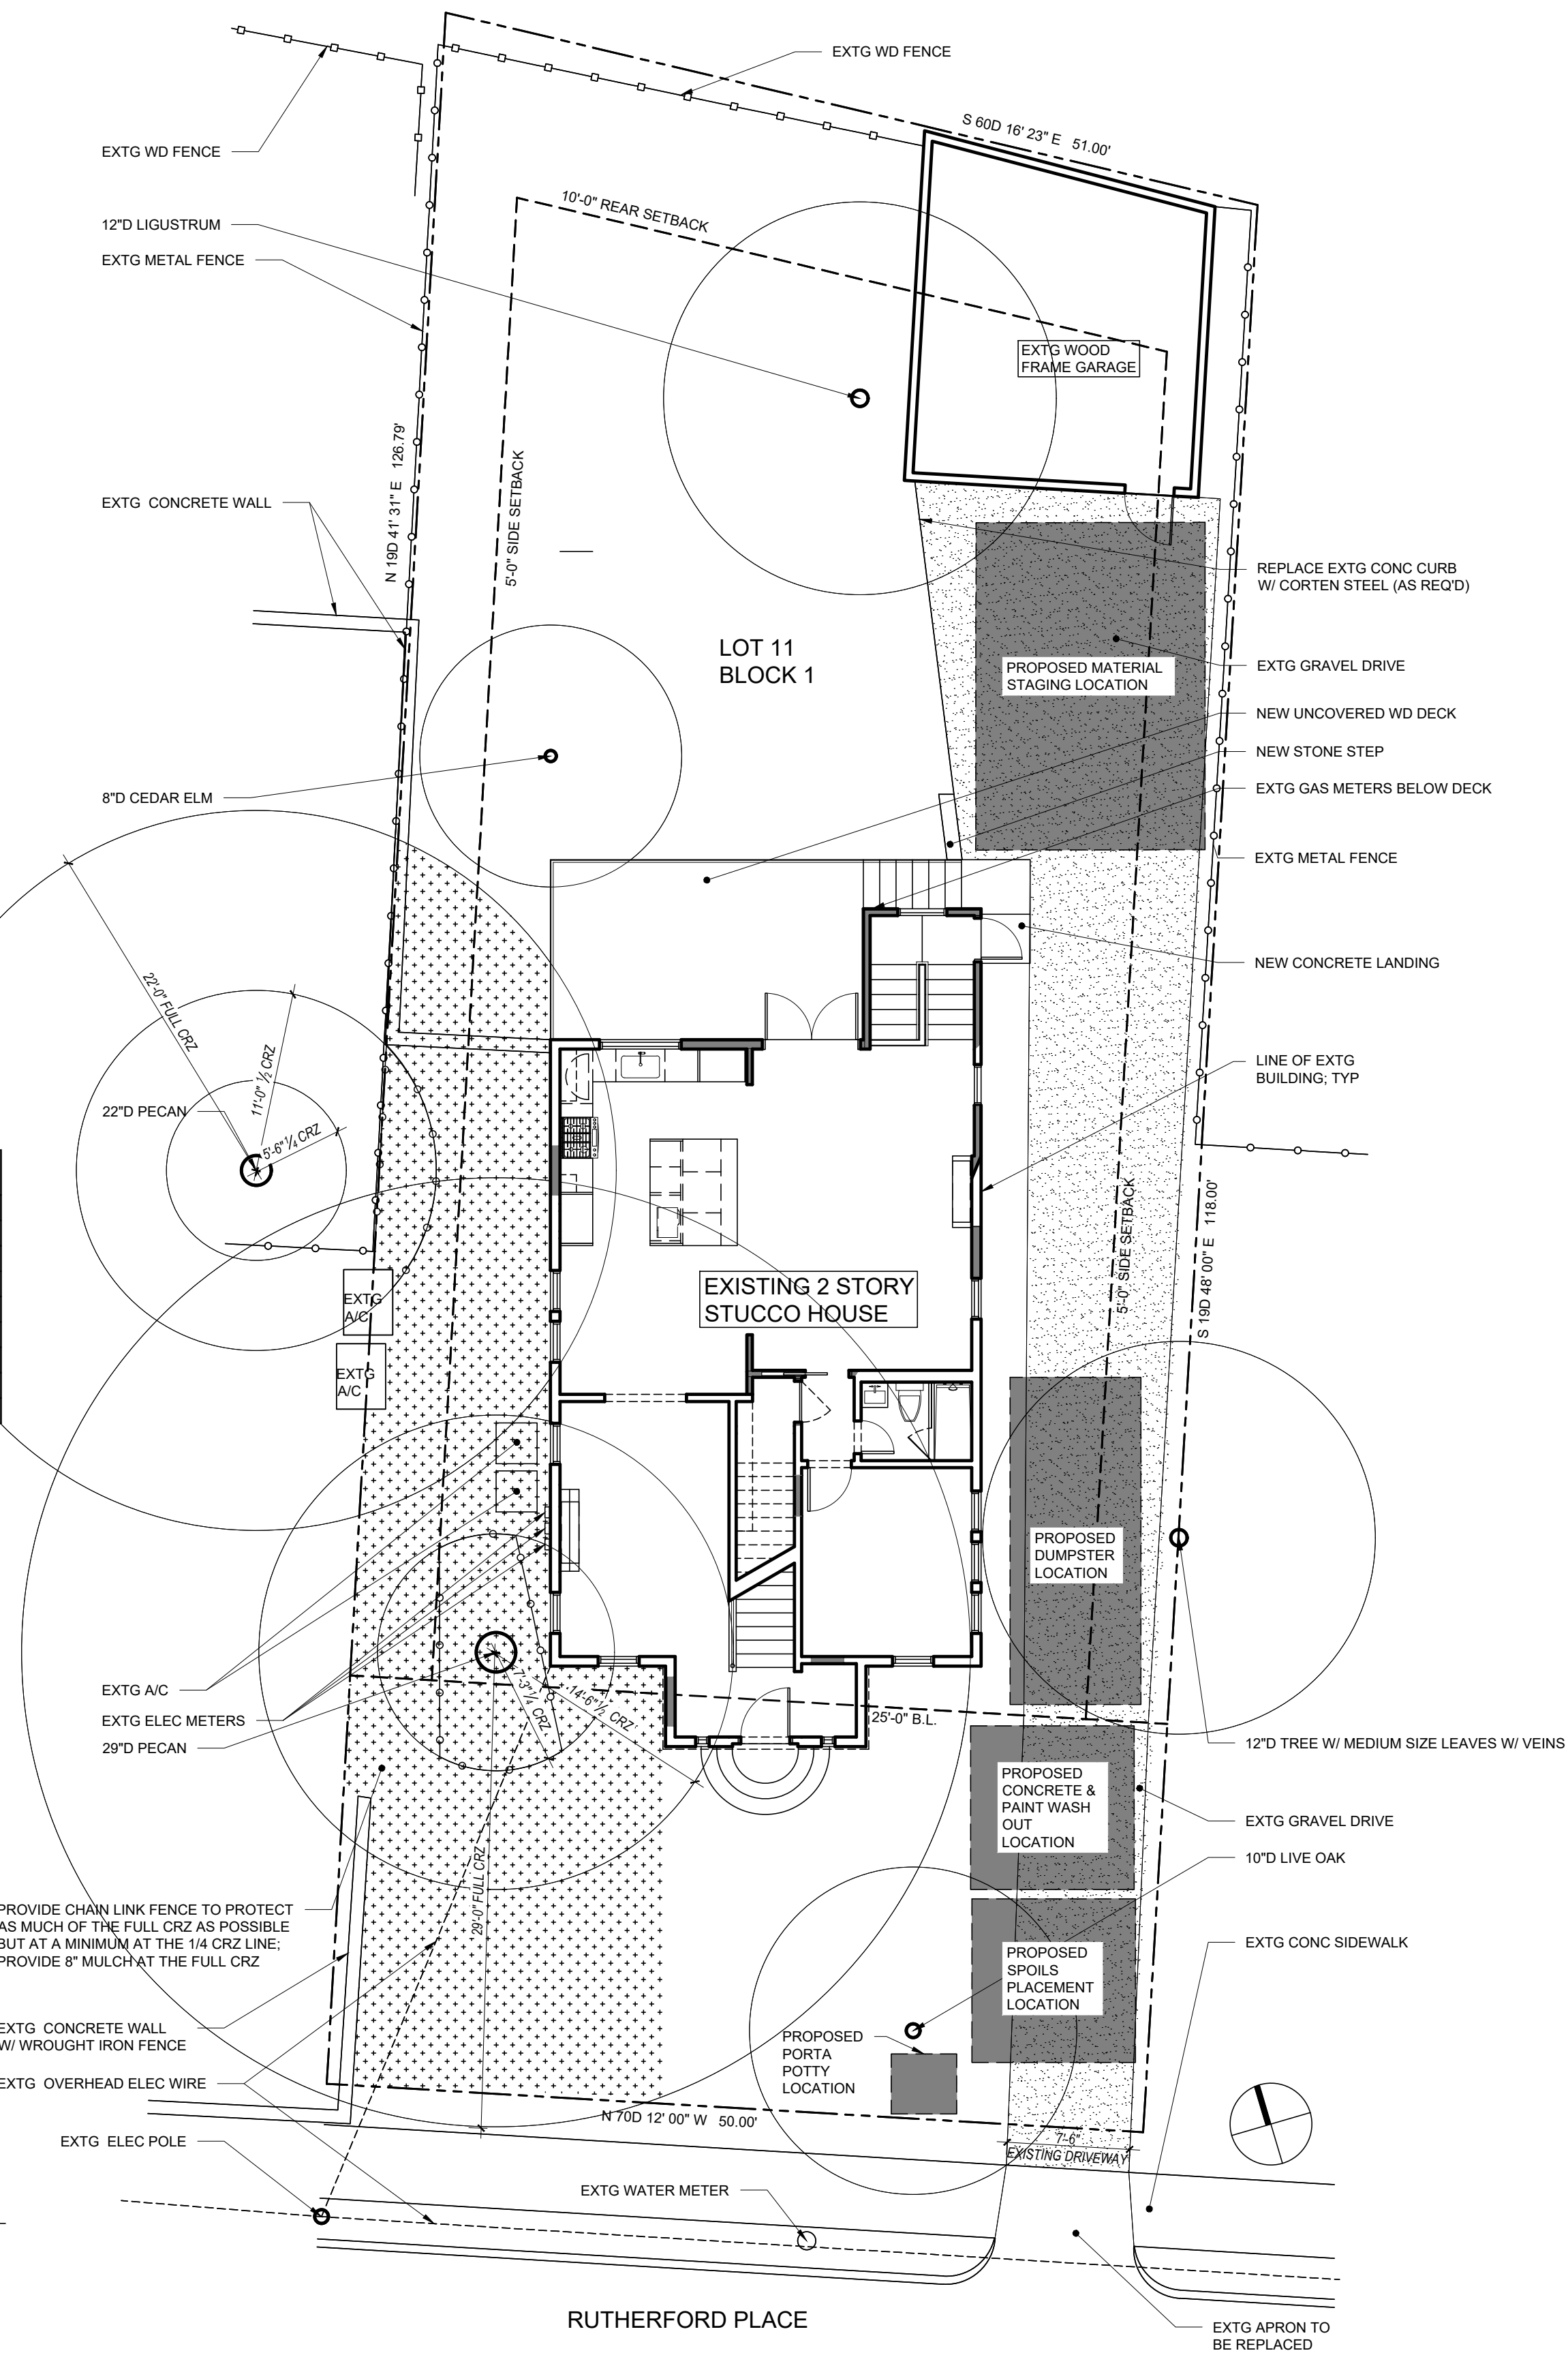 EXTG WD FENCE
EXTG WD FENCE
S 60D 16' 23" E   51.00'
10'-0" REAR SETBACK
12"D LIGUSTRUM
EXTG METAL FENCE
EXTG WOOD
FRAME GARAGE
N 19D 41' 31" E   126.79'
5'-0" SIDE SETBACK
EXTG  CONCRETE WALL
REPLACE EXTG CONC CURB
W/ CORTEN STEEL (AS REQ'D)
LOT 11
BLOCK 1
PROPOSED MATERIAL
STAGING LOCATION
EXTG GRAVEL DRIVE
NEW UNCOVERED WD DECK
NEW STONE STEP
EXTG GAS METERS BELOW DECK
8"D CEDAR ELM
EXTG METAL FENCE
NEW CONCRETE LANDING
22'-0" FULL CRZ
11'-0" 1/2 CRZ
5'-6" 1/4 CRZ
22"D PECAN
LINE OF EXTG
BUILDING; TYP
5'-0" SIDE SETBACK
S 19D 48' 00" E   118.00'
EXISTING 2 STORY
STUCCO HOUSE
EXTG
A/C
EXTG
A/C
PROPOSED
DUMPSTER
LOCATION
EXTG A/C
EXTG ELEC METERS
29"D PECAN
7'-3" 1/4 CRZ
14'-6" 1/2 CRZ
25'-0" B.L.
12"D TREE W/ MEDIUM SIZE LEAVES W/ VEINS
PROPOSED
CONCRETE &
PAINT WASH
OUT
LOCATION
EXTG GRAVEL DRIVE
10"D LIVE OAK
29'-0" FULL CRZ
PROVIDE CHAIN LINK FENCE TO PROTECT
AS MUCH OF THE FULL CRZ AS POSSIBLE
BUT AT A MINIMUM AT THE 1/4 CRZ LINE;
PROVIDE 8" MULCH AT THE FULL CRZ
PROPOSED
SPOILS
PLACEMENT
LOCATION
EXTG CONC SIDEWALK
EXTG  CONCRETE WALL
W/ WROUGHT IRON FENCE
PROPOSED
PORTA
POTTY
LOCATION
EXTG  OVERHEAD ELEC WIRE
N 70D 12' 00" W   50.00'
EXTG  ELEC POLE
7'-6"
EXISTING DRIVEWAY
EXTG WATER METER
RUTHERFORD PLACE
EXTG APRON TO
BE REPLACED